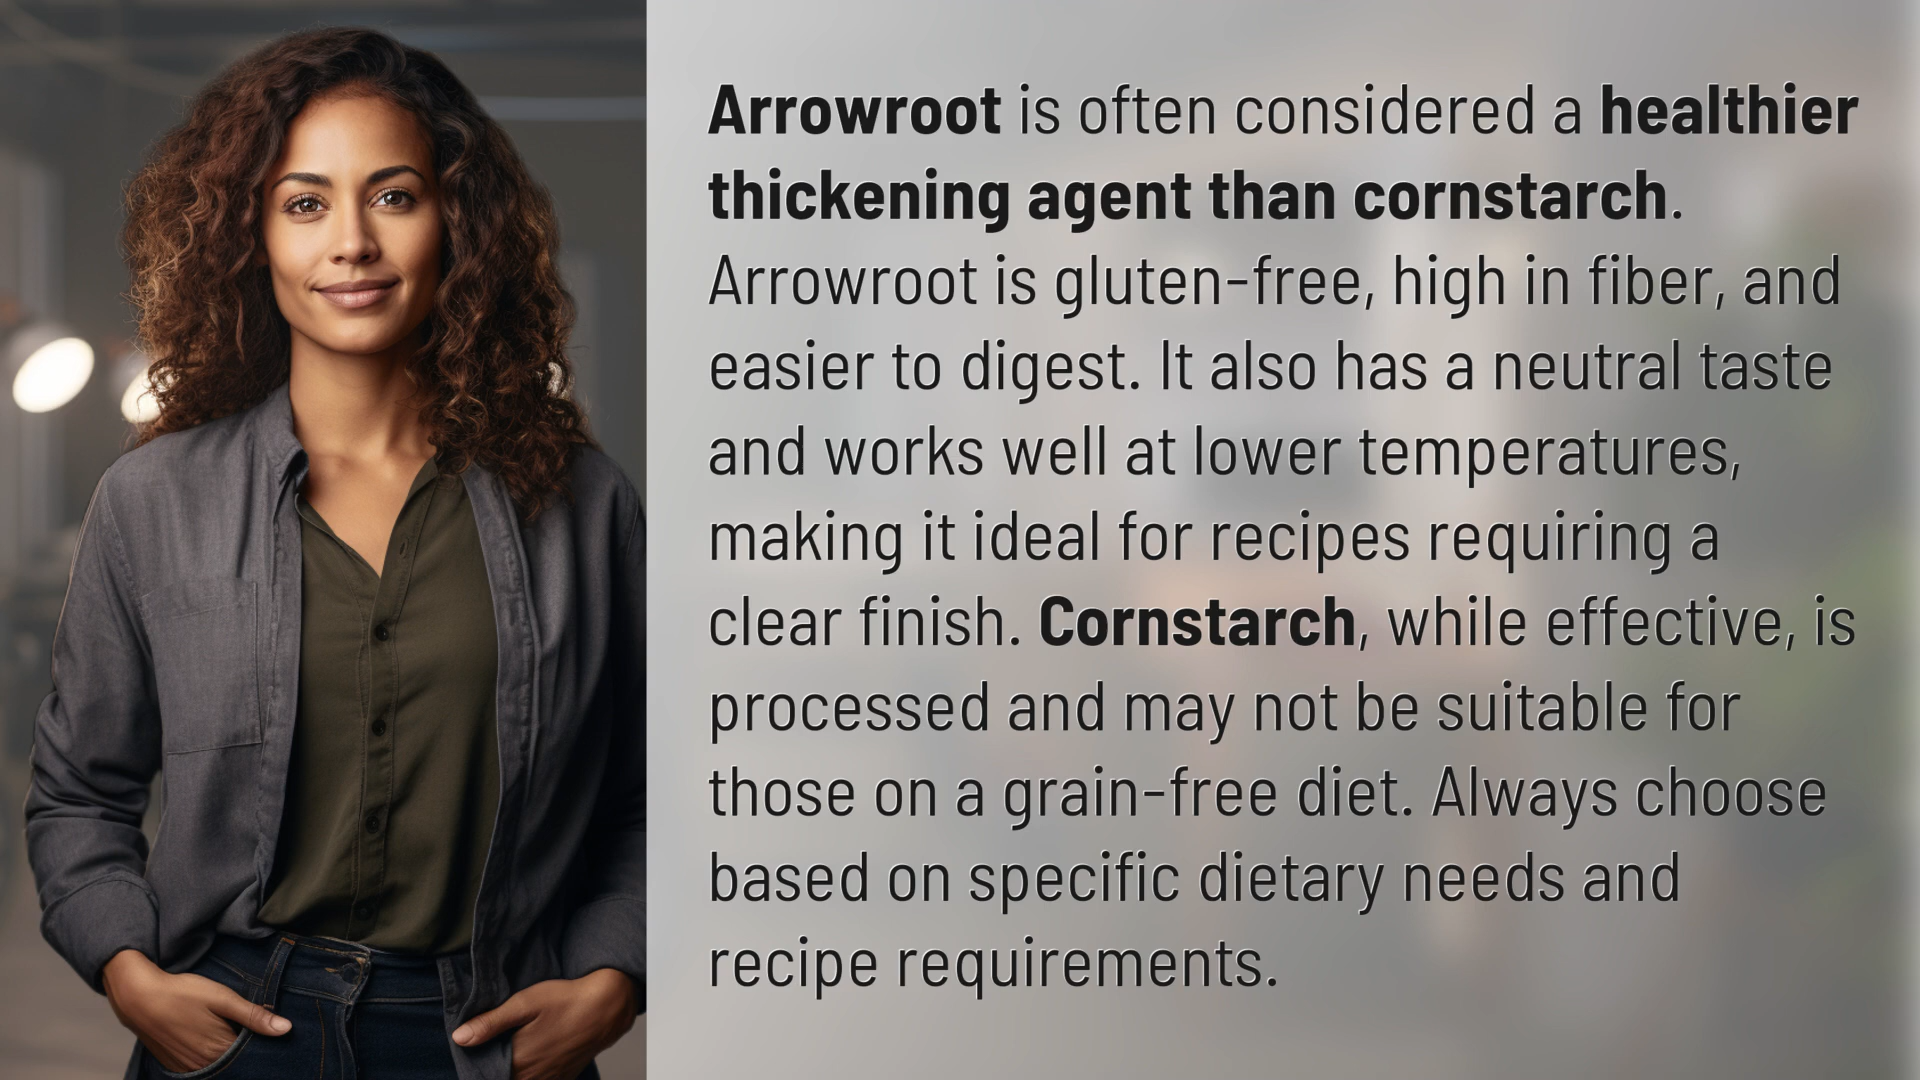 Arrowroot is often considered a healthier
thickening agent than cornstarch.
Arrowroot is gluten-free, high in fiber, and
easier to digest. It also has a neutral taste
and works well at lower temperatures,
making it ideal for recipes requiring a
clear finish. Cornstarch, while effective, is
processed and may not be suitable for
those on a grain-free diet. Always choose
based on specific dietary needs and
recipe requirements.